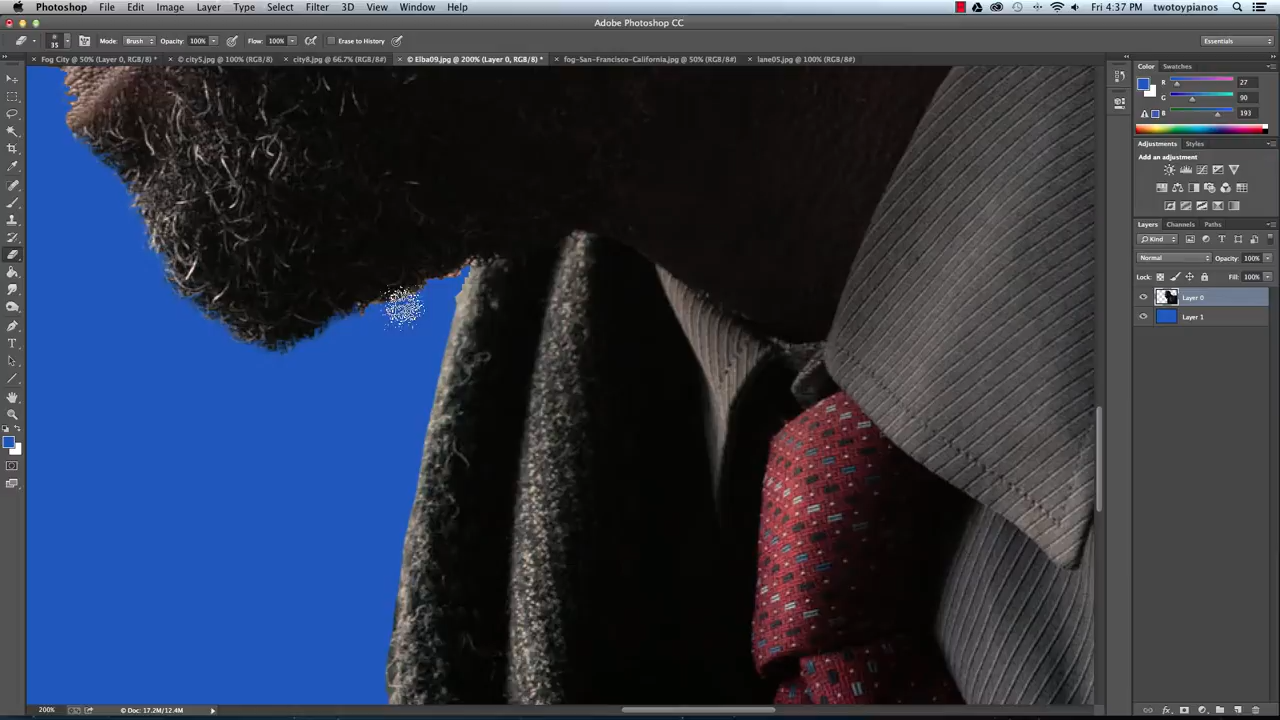 Photoshop File Edit Image Layer Type Select Filter 3D View Window Help Fri 4:37 PM twotoypianos
Adobe Photoshop CC
35 Mode: Brush Opacity: 100% Flow: 100% Erase to History Essentials
Fog City @ 50% (Layer 0, RGB/8) * © city5.jpg @ 100% (RGB/8) city8.jpg @ 66.7% (RGB/8#) © Elba09.jpg @ 200% (Layer 0, RGB/8) * fog-San-Francisco-California.jpg @ 50% (RGB/8#) lane05.jpg @ 100% (RGB/8#)
Color Swatches
R 27
G 90
B 193
Adjustments Styles
Add an adjustment
Layers Channels Paths
Kind
Normal Opacity: 100%
Lock: Fill: 100%
Layer 0
Layer 1
200% Doc: 17.2M/12.4M